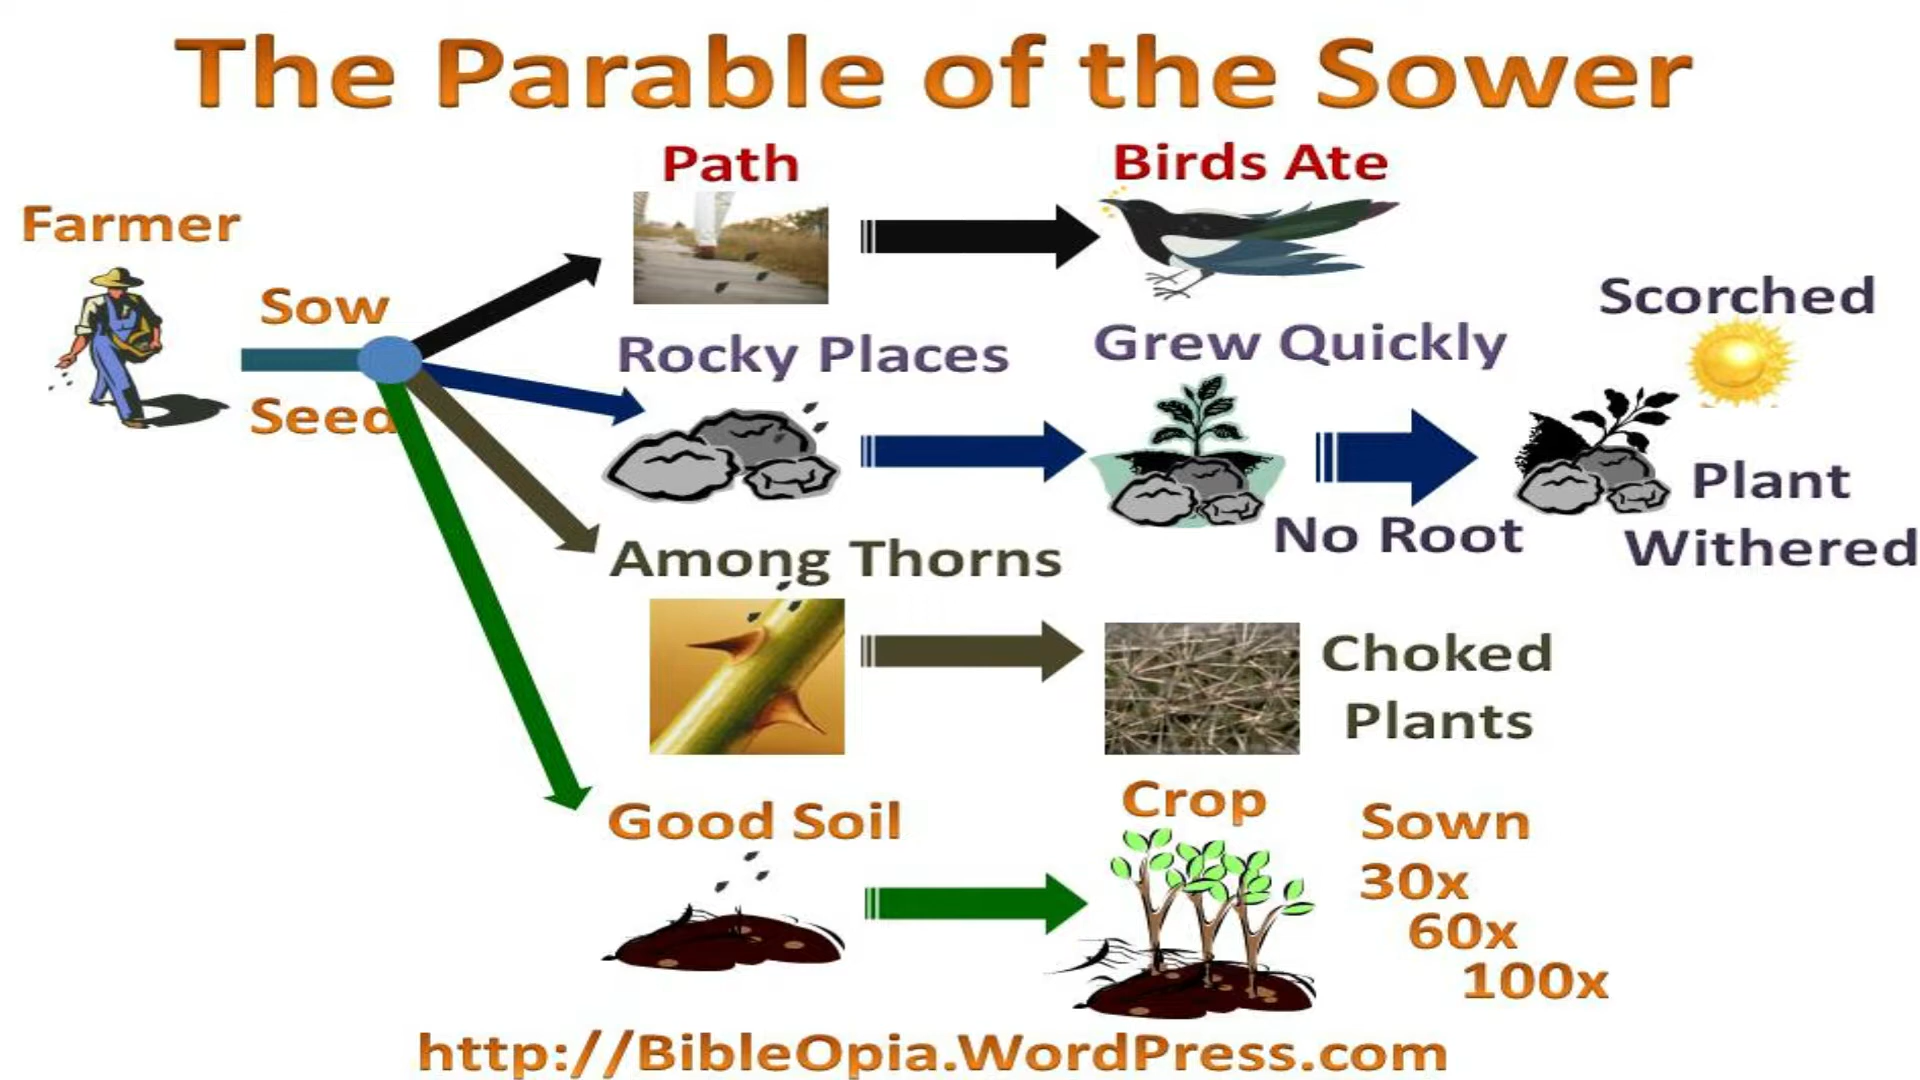 The Parable of the Sower
Farmer
Sow
Seed
Path
Birds Ate
Rocky Places
Grew Quickly
No Root
Scorched
Plant
Withered
Among Thorns
Choked
Plants
Good Soil
Crop
Sown
30x
60x
100x
http://BibleOpia.WordPress.com